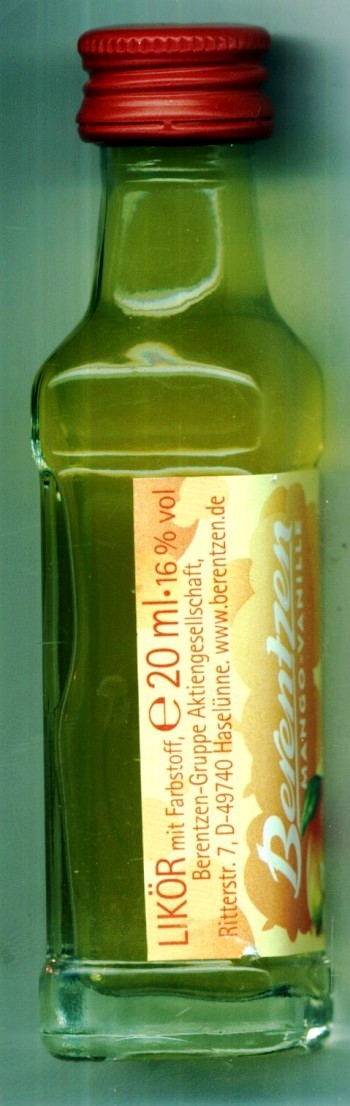 LIKÖR mit Farbstoff, e 20 ml·16 % vol
Berentzen-Gruppe Aktiengesellschaft,
Ritterstr. 7, D-49740 Haselünne. www.berentzen.de
Berentzen
MANGO-VANILLE